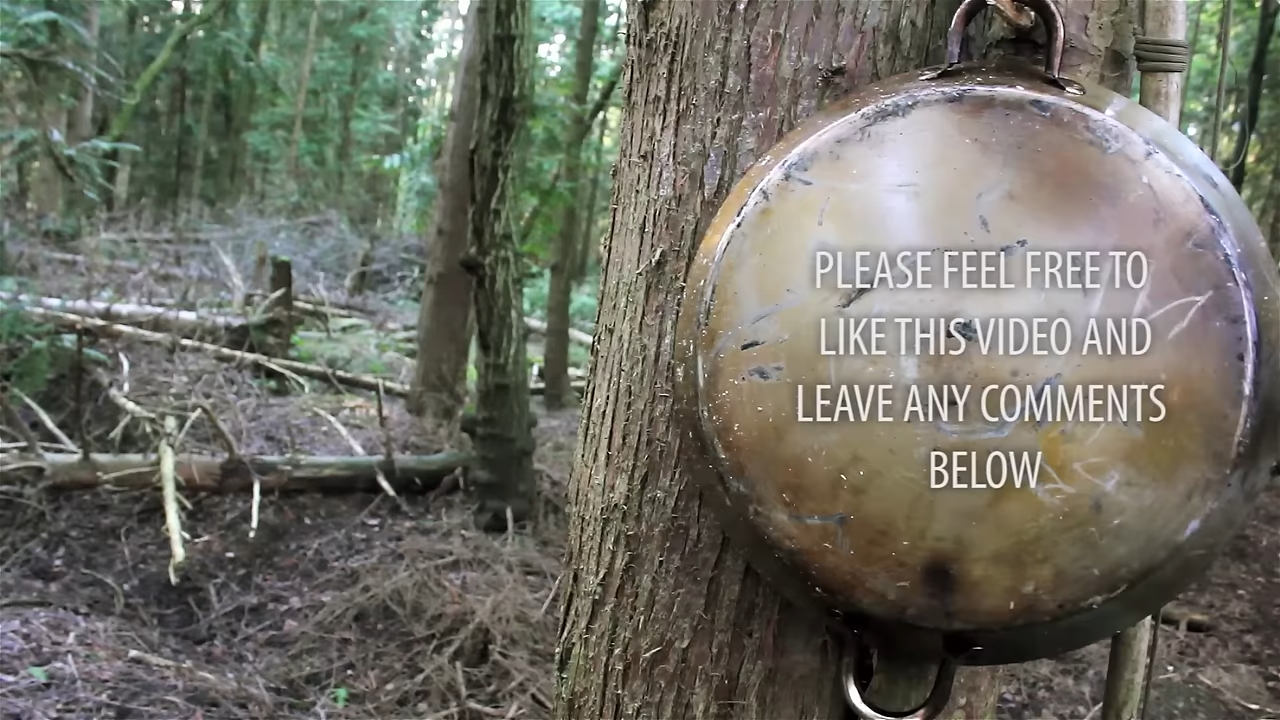 PLEASE FEEL FREE TO
LIKE THIS VIDEO AND
LEAVE ANY COMMENTS
BELOW